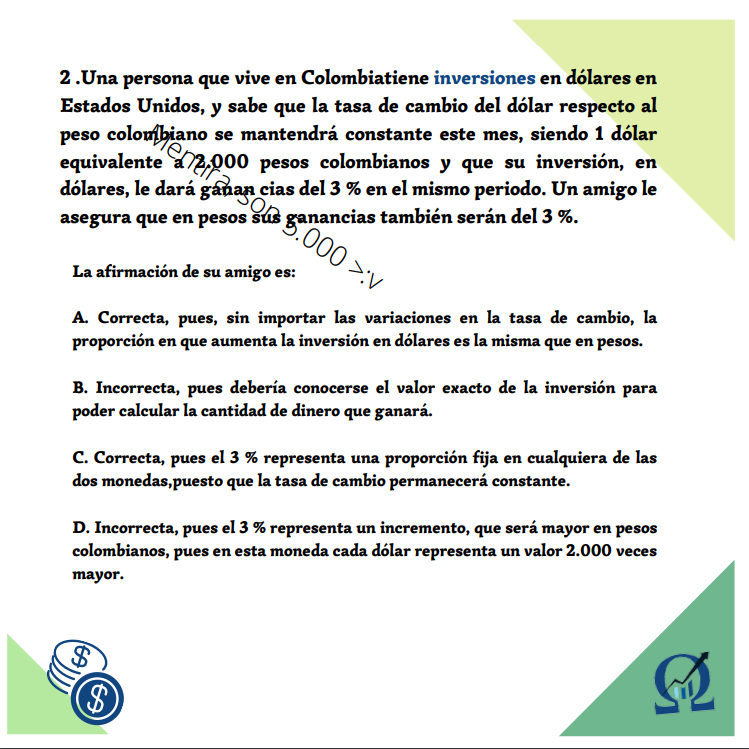 2 .Una persona que vive en Colombiatiene inversiones en dólares en
Estados Unidos, y sabe que la tasa de cambio del dólar respecto al
peso colombiano se mantendrá constante este mes, siendo 1 dólar
equivalente a 2.000 pesos colombianos y que su inversión, en
dólares, le dará ganan cias del 3 % en el mismo periodo. Un amigo le
asegura que en pesos sus ganancias también serán del 3 %.
Mentira, son 5.000 >:v
La afirmación de su amigo es:
A. Correcta, pues, sin importar las variaciones en la tasa de cambio, la
proporción en que aumenta la inversión en dólares es la misma que en pesos.
B. Incorrecta, pues debería conocerse el valor exacto de la inversión para
poder calcular la cantidad de dinero que ganará.
C. Correcta, pues el 3 % representa una proporción fija en cualquiera de las
dos monedas,puesto que la tasa de cambio permanecerá constante.
D. Incorrecta, pues el 3 % representa un incremento, que será mayor en pesos
colombianos, pues en esta moneda cada dólar representa un valor 2.000 veces
mayor.
$
$
Ω